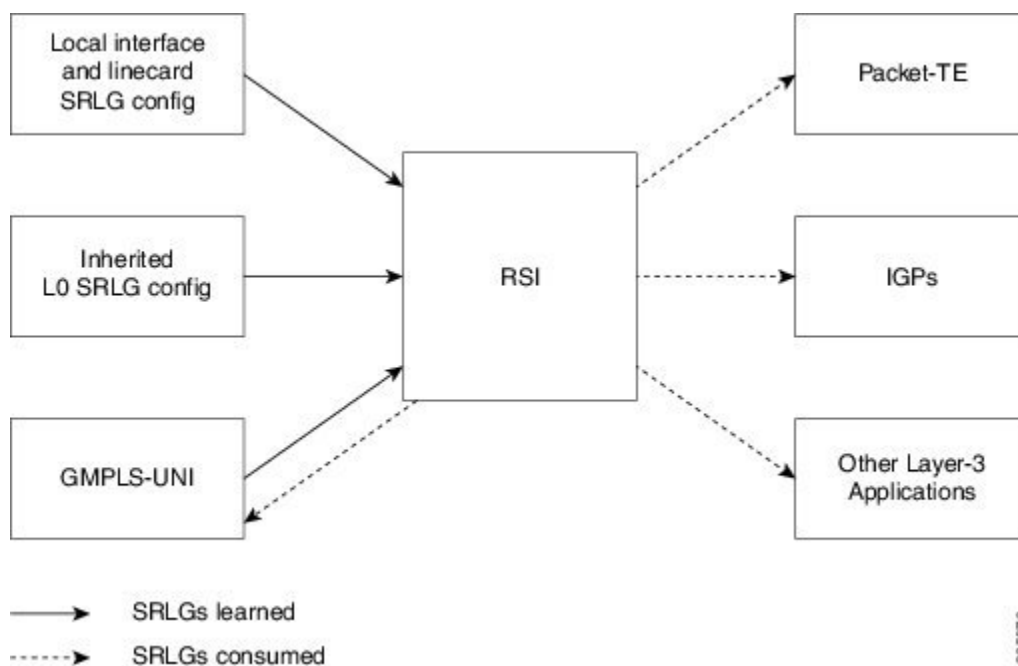 Local interface
and linecard
SRLG config
Packet-TE
Inherited
L0 SRLG config
RSI
IGPs
GMPLS-UNI
Other Layer-3
Applications
SRLGs learned
SRLGs consumed